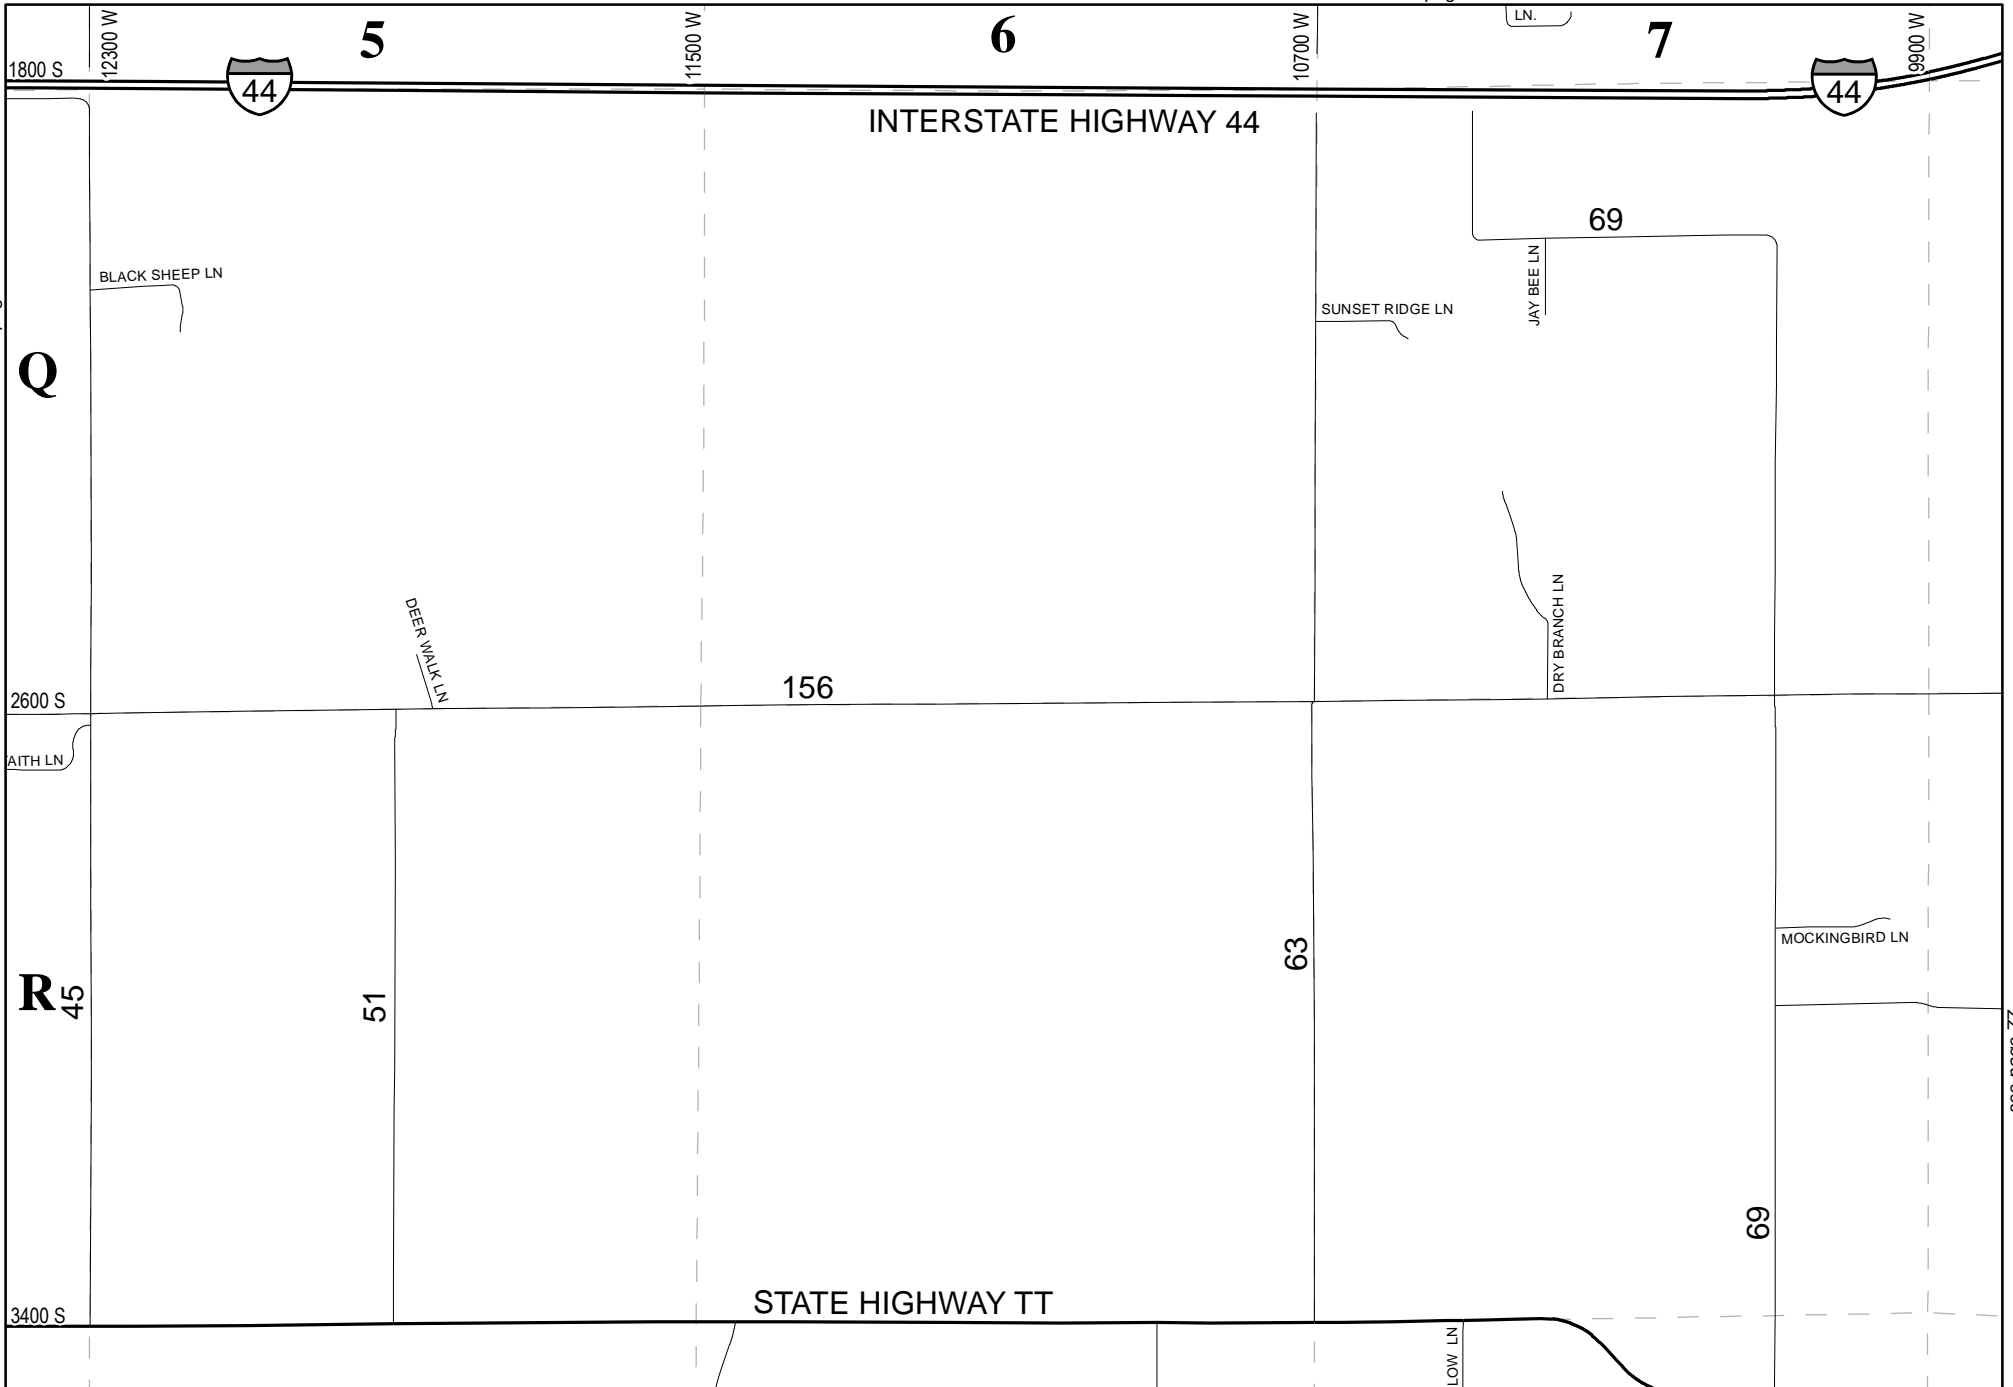 LN.
12300 W
5
11500 W
6
10700 W
7
9900 W
1800 S
44
44
INTERSTATE HIGHWAY 44
69
BLACK SHEEP LN
JAY BEE LN
SUNSET RIDGE LN
Q
DEER WALK LN
DRY BRANCH LN
156
2600 S
AITH LN
MOCKINGBIRD LN
63
R
45
51
69
STATE HIGHWAY TT
3400 S
LOW LN